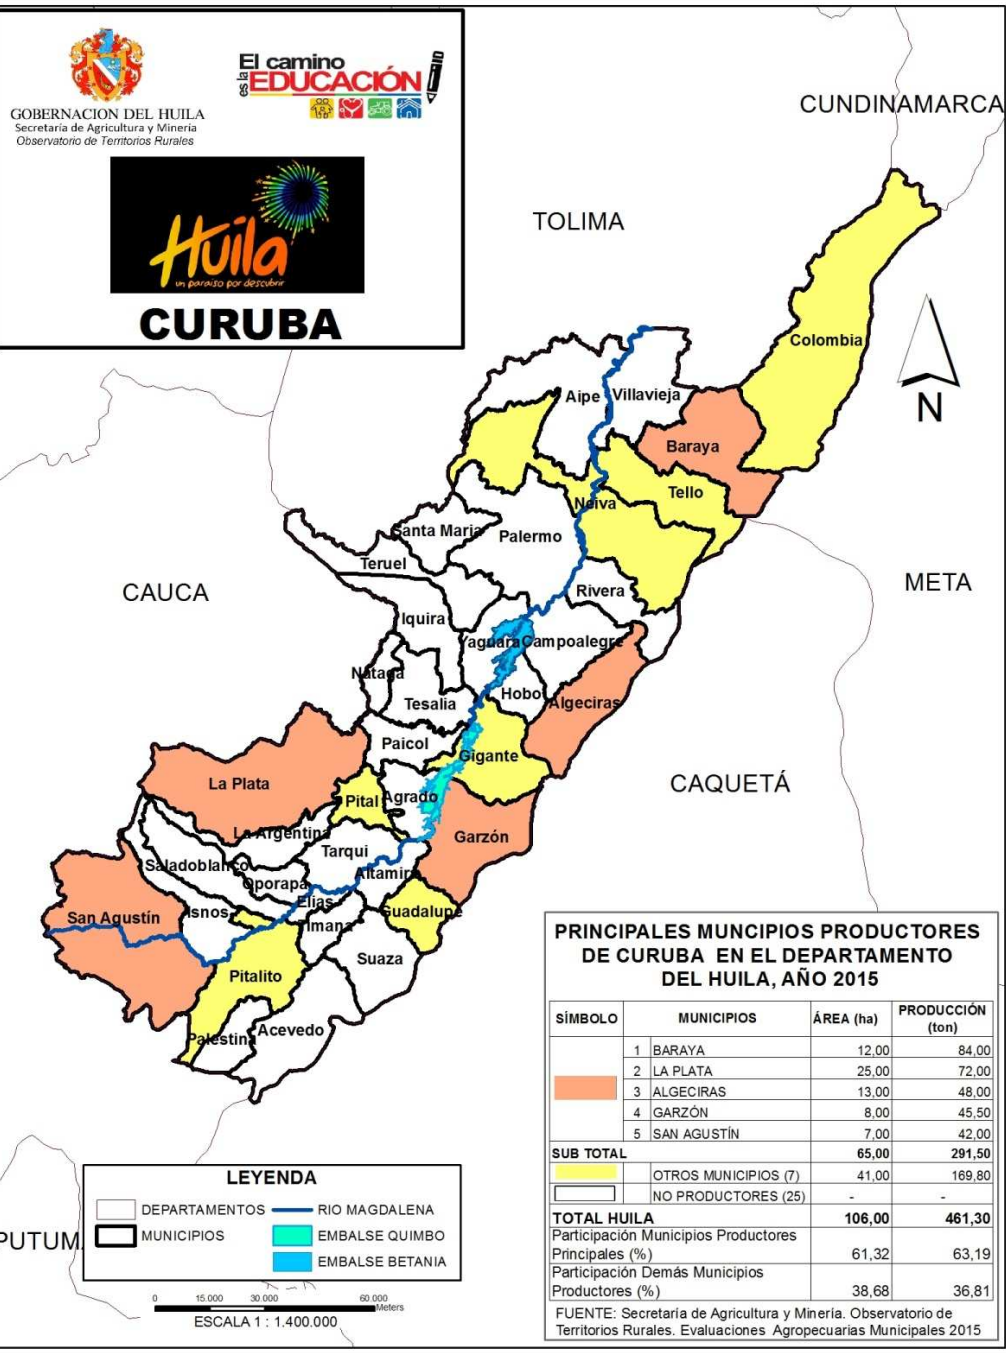 GOBERNACION DEL HUILA
Secretaría de Agricultura y Minería
Observatorio de Territorios Rurales
El camino
es la EDUCACIÓN
Huila
un paraíso por descubrir
CURUBA
CUNDINAMARCA
TOLIMA
Colombia
Aipe
Villavieja
N
Baraya
Tello
Neiva
Santa Maria
Palermo
Teruel
META
CAUCA
Rivera
Iquira
Yaguara
Campoalegre
Nataga
Tesalia
Hobo
Algeciras
Paicol
Gigante
La Plata
CAQUETÁ
Pital
Agrado
La Argentina
Garzón
Tarqui
Saladoblanco
Altamira
Oporapa
Elias
San Agustín
Isnos
Guadalupe
Timana
Suaza
Pitalito
Palestina
Acevedo
PUTUMA
PRINCIPALES MUNCIPIOS PRODUCTORES
DE CURUBA EN EL DEPARTAMENTO
DEL HUILA, AÑO 2015
SÍMBOLO MUNICIPIOS ÁREA (ha) PRODUCCIÓN (ton)
1 BARAYA 12,00 84,00
2 LA PLATA 25,00 72,00
3 ALGECIRAS 13,00 48,00
4 GARZÓN 8,00 45,50
5 SAN AGUSTÍN 7,00 42,00
SUB TOTAL 65,00 291,50
OTROS MUNICIPIOS (7) 41,00 169,80
NO PRODUCTORES (25) - -
TOTAL HUILA 106,00 461,30
Participación Municipios Productores
Principales (%) 61,32 63,19
Participación Demás Municipios
Productores (%) 38,68 36,81
FUENTE: Secretaría de Agricultura y Minería. Observatorio de
Territorios Rurales. Evaluaciones Agropecuarias Municipales 2015
LEYENDA
DEPARTAMENTOS RIO MAGDALENA
MUNICIPIOS EMBALSE QUIMBO
EMBALSE BETANIA
0 15.000 30.000 60.000
Meters
ESCALA 1 : 1.400.000